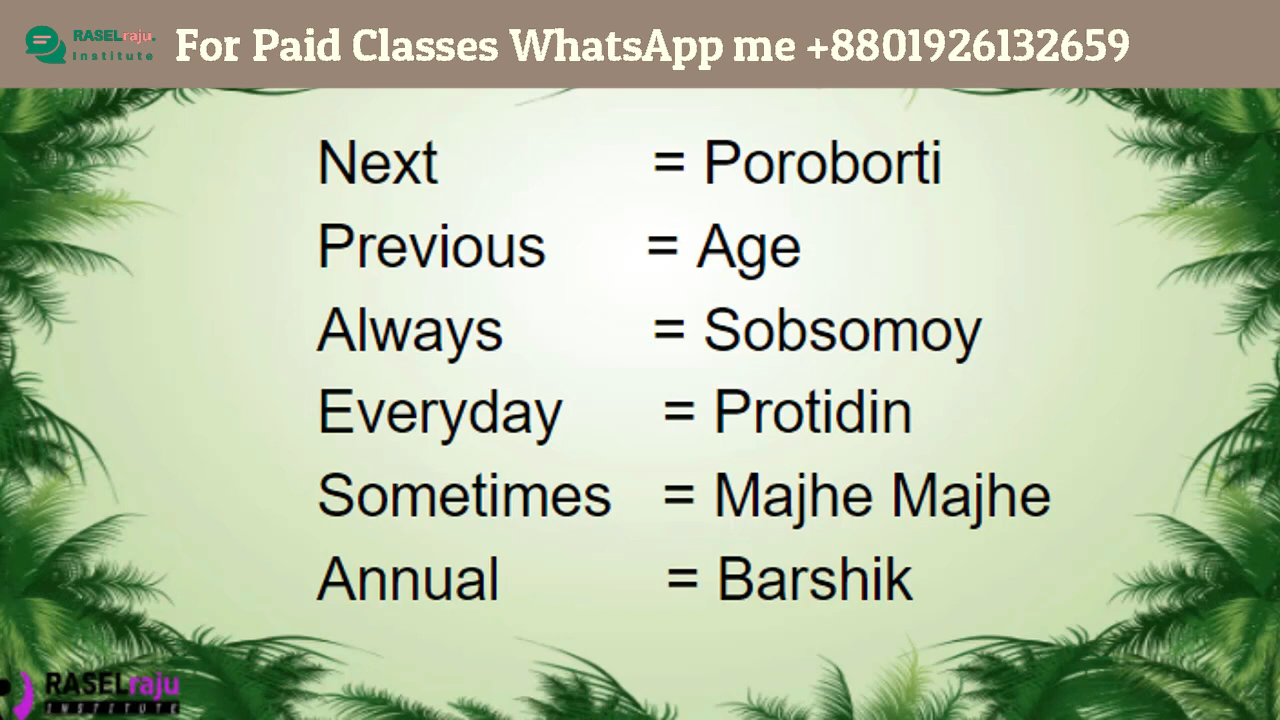 RASELraju.
Institute
For Paid Classes WhatsApp me +8801926132659
Next = Poroborti
Previous = Age
Always = Sobsomoy
Everyday = Protidin
Sometimes = Majhe Majhe
Annual = Barshik
RASELraju
INSTITUTE